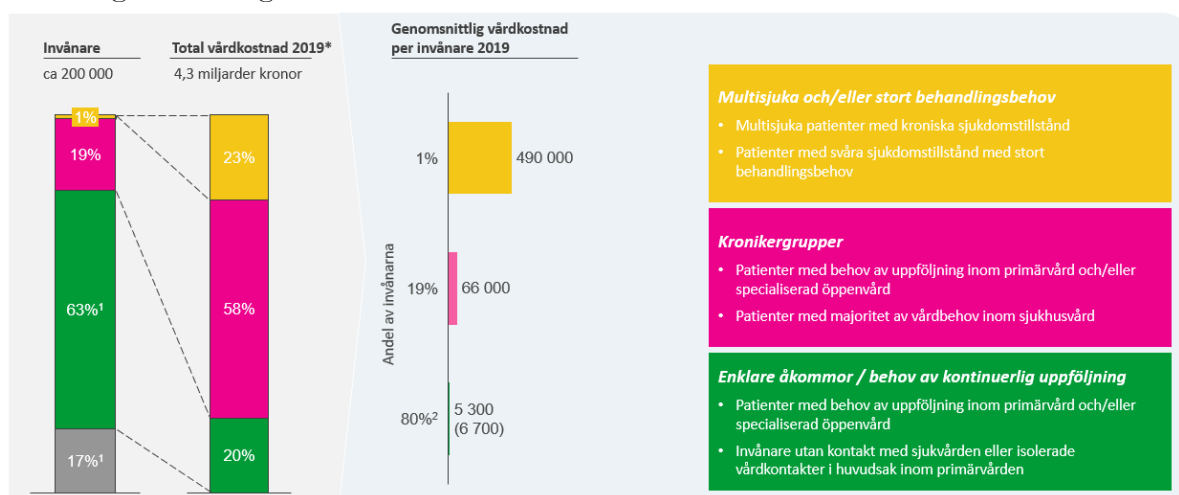 Invånare
ca 200 000
Total vårdkostnad 2019*
4,3 miljarder kronor
1%
19%
63%¹
17%¹
23%
58%
20%
Genomsnittlig vårdkostnad
per invånare 2019
Andel av invånarna
1%
490 000
19%
66 000
80%²
5 300
(6 700)
Multisjuka och/eller stort behandlingsbehov
• Multisjuka patienter med kroniska sjukdomstillstånd
• Patienter med svåra sjukdomstillstånd med stort
behandlingsbehov
Kronikergrupper
• Patienter med behov av uppföljning inom primärvård och/eller
specialiserad öppenvård
• Patienter med majoritet av vårdbehov inom sjukhusvård
Enklare åkommor / behov av kontinuerlig uppföljning
• Patienter med behov av uppföljning inom primärvård och/eller
specialiserad öppenvård
• Invånare utan kontakt med sjukvården eller isolerade
vårdkontakter i huvudsak inom primärvården